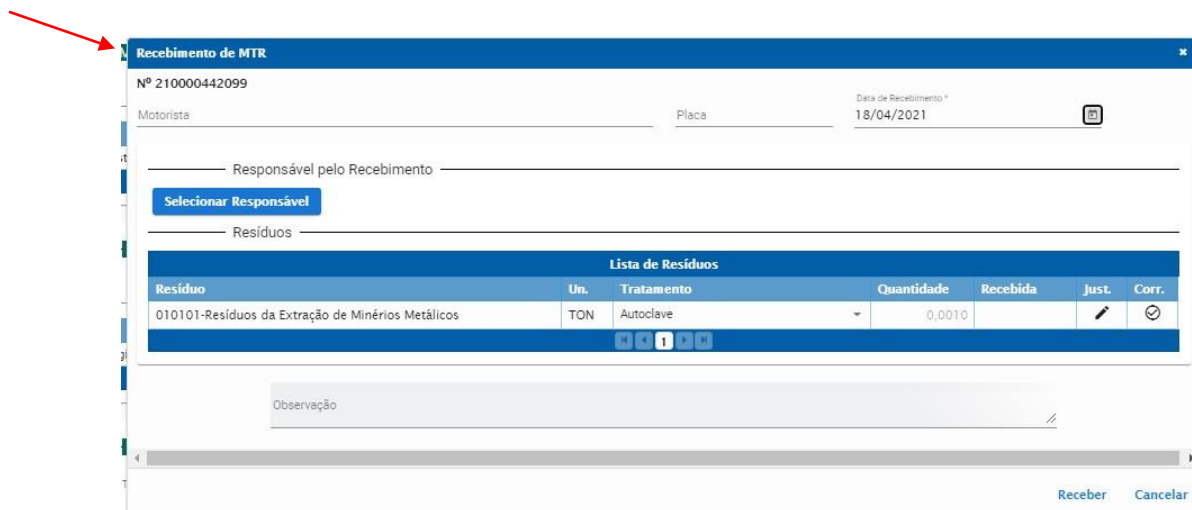 Recebimento de MTR
Nº 210000442099
Data de Recebimento *
Motorista Placa 18/04/2021
Responsável pelo Recebimento
Selecionar Responsável
Resíduos
Lista de Resíduos
Resíduo Un. Tratamento Quantidade Recebida Just. Corr.
010101-Resíduos da Extração de Minérios Metálicos TON Autoclave 0,0010
1
Observação
Receber Cancelar